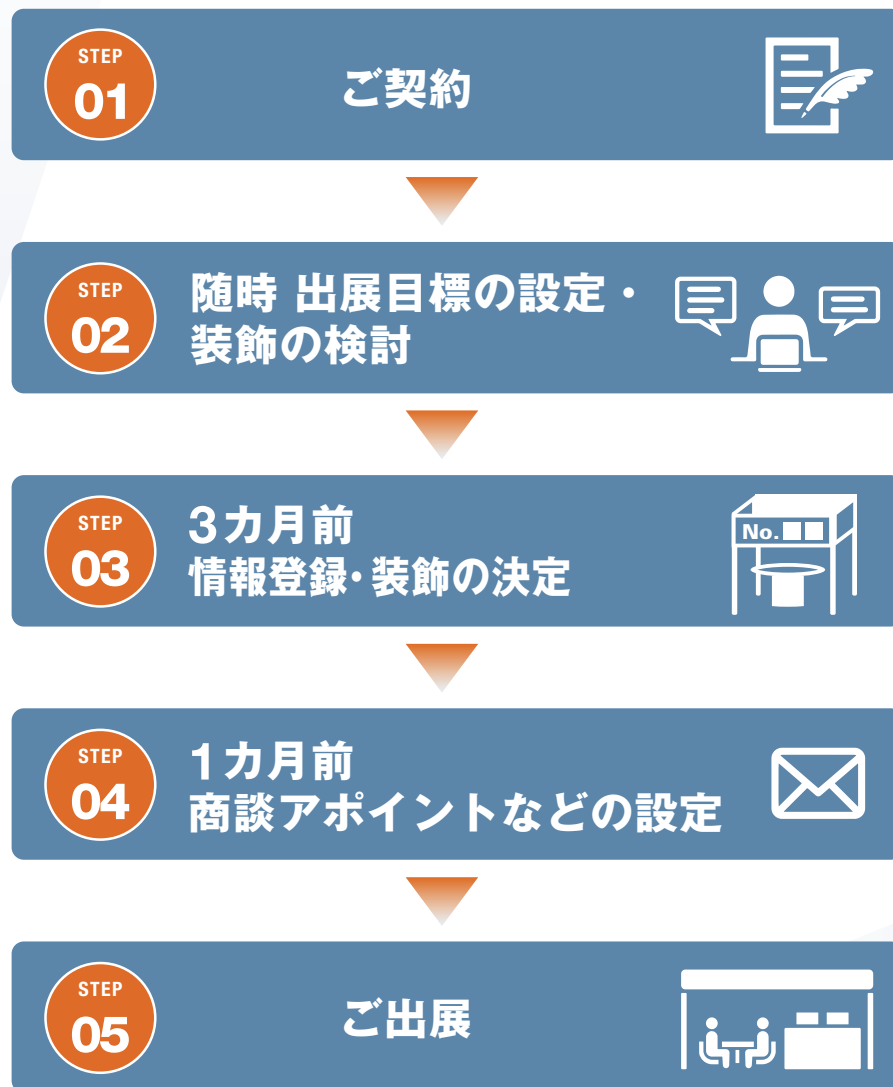 STEP
01
ご契約
STEP
02
随時 出展目標の設定・
装飾の検討
STEP
03
3カ月前
情報登録・装飾の決定
No.
STEP
04
1カ月前
商談アポイントなどの設定
STEP
05
ご出展